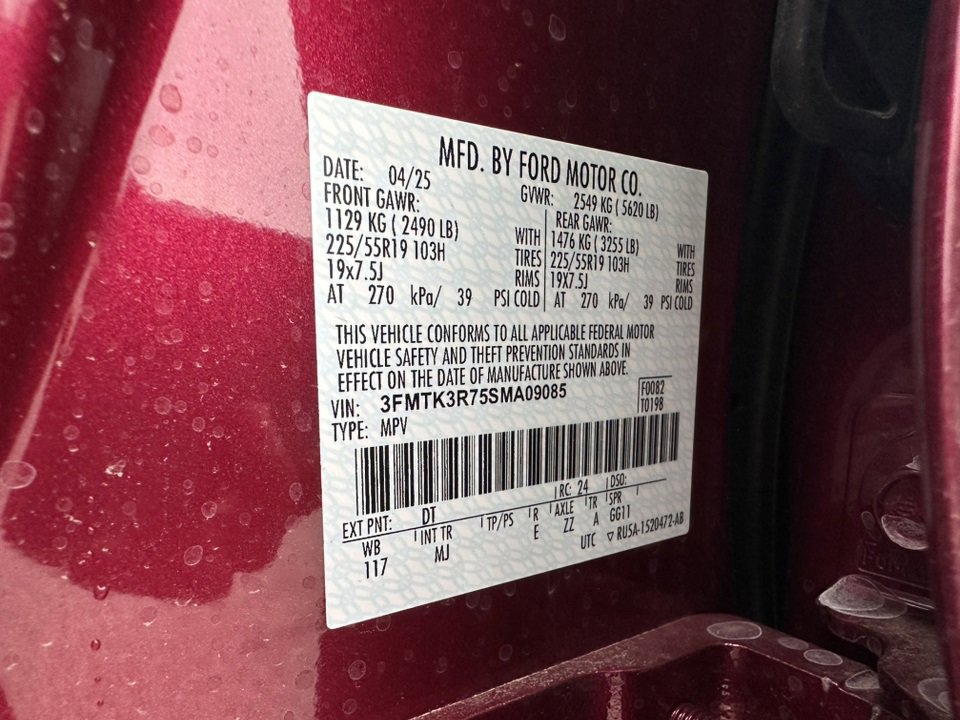 MFD. BY FORD MOTOR CO.
DATE: 04/25 GVWR: 2549 KG ( 5620 LB)
FRONT GAWR: REAR GAWR:
1129 KG ( 2490 LB) WITH 1476 KG ( 3255 LB) WITH
225/55R19 103H TIRES 225/55R19 103H TIRES
19x7.5J RIMS 19X7.5J RIMS
AT 270 kPa/ 39 PSI COLD AT 270 kPa/ 39 PSI COLD
THIS VEHICLE CONFORMS TO ALL APPLICABLE FEDERAL MOTOR
VEHICLE SAFETY AND THEFT PREVENTION STANDARDS IN
EFFECT ON THE DATE OF MANUFACTURE SHOWN ABOVE.
VIN: 3FMTK3R75SMA09085 F0082
TYPE: MPV T0198
EXT PNT: DT RC: 24 DSO:
WB INT TR TP/PS R AXLE TR SPR
117 MJ E ZZ A GG11
UTC ▽ RU5A-1520472-AB